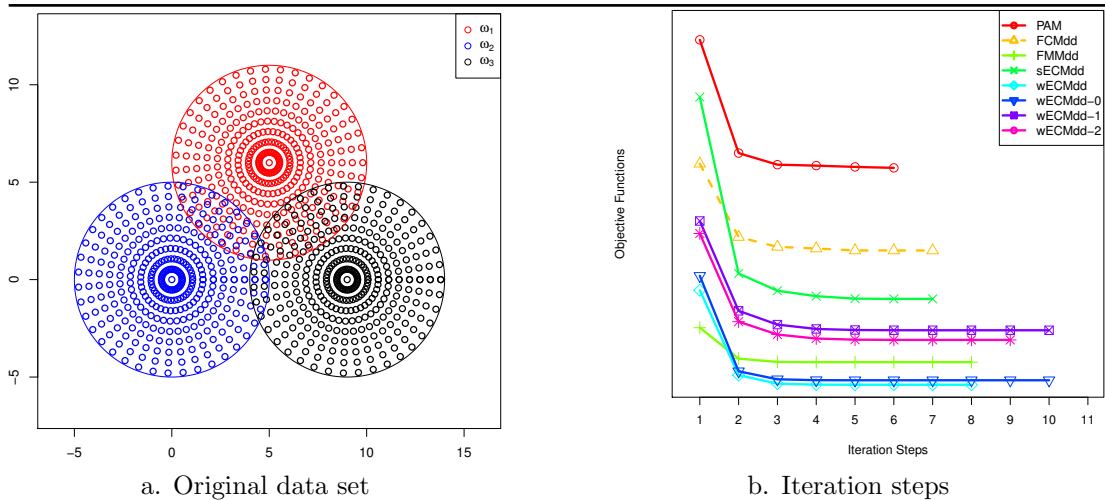 ω1
ω2
ω3
10
5
0
−5
−5
0
5
10
15
a. Original data set
PAM
FCMdd
FMMdd
sECMdd
wECMdd
wECMdd−0
wECMdd−1
wECMdd−2
Objective Functions
1
2
3
4
5
6
7
8
9
10
11
Iteration Steps
b. Iteration steps